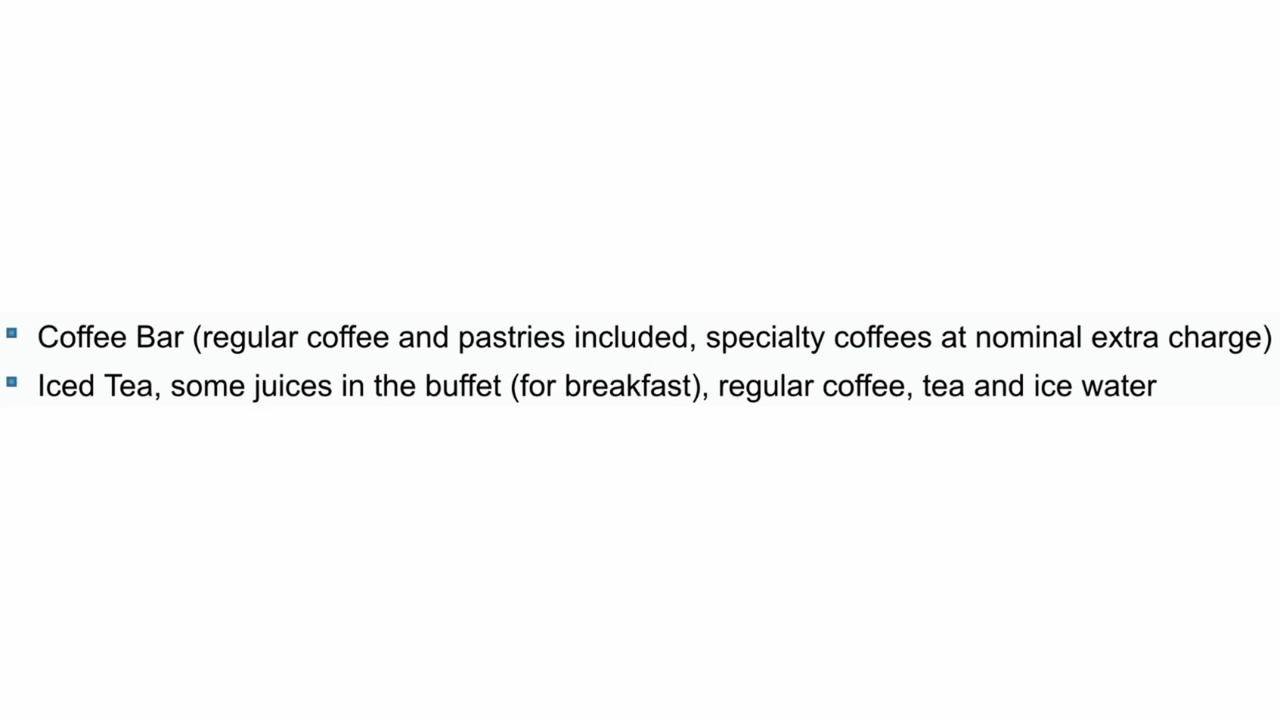 Coffee Bar (regular coffee and pastries included, specialty coffees at nominal extra charge)
Iced Tea, some juices in the buffet (for breakfast), regular coffee, tea and ice water